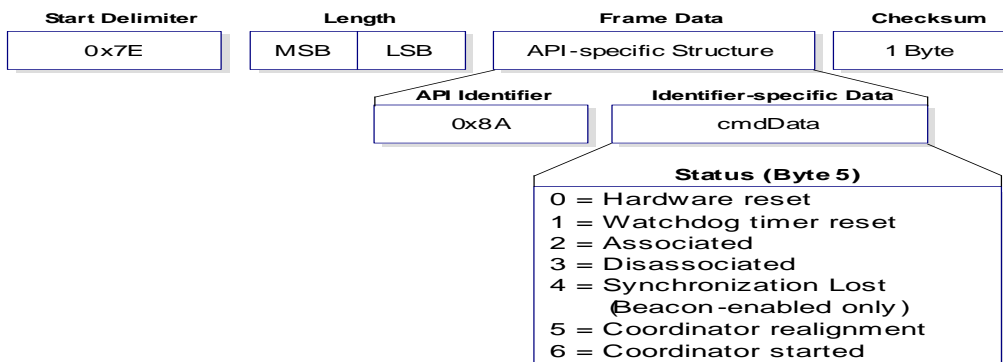 Start Delimiter Length Frame Data Checksum
0x7E MSB LSB API-specific Structure 1 Byte
API Identifier Identifier-specific Data
0x8A cmdData
Status (Byte 5)
0 = Hardware reset
1 = Watchdog timer reset
2 = Associated
3 = Disassociated
4 = Synchronization Lost
(Beacon-enabled only)
5 = Coordinator realignment
6 = Coordinator started